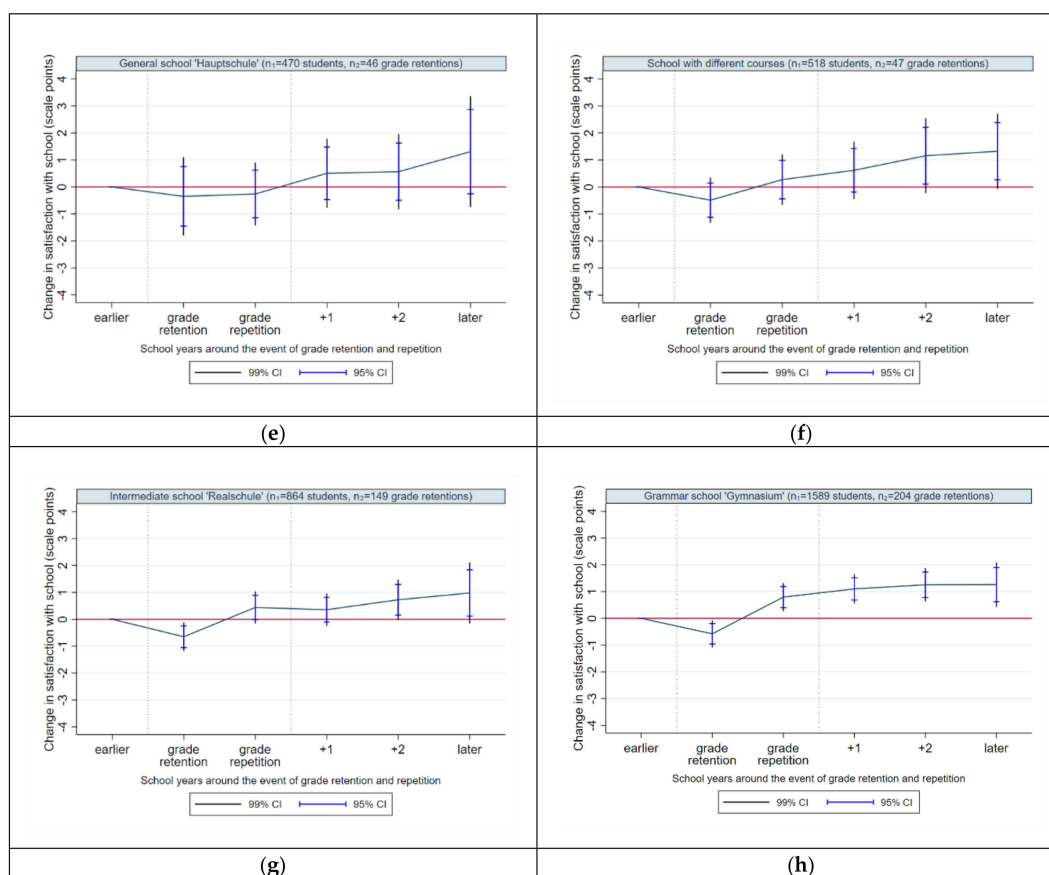 General school 'Hauptschule' (n₁=470 students, n₂=46 grade retentions)
Change in satisfaction with school (scale points)
4
3
2
1
0
-1
-2
-3
-4
earlier
grade retention
grade repetition
+1
+2
later
School years around the event of grade retention and repetition
99% CI
95% CI
(e)
School with different courses (n₁=518 students, n₂=47 grade retentions)
Change in satisfaction with school (scale points)
4
3
2
1
0
-1
-2
-3
-4
earlier
grade retention
grade repetition
+1
+2
later
School years around the event of grade retention and repetition
99% CI
95% CI
(f)
Intermediate school 'Realschule' (n₁=864 students, n₂=149 grade retentions)
Change in satisfaction with school (scale points)
4
3
2
1
0
-1
-2
-3
-4
earlier
grade retention
grade repetition
+1
+2
later
School years around the event of grade retention and repetition
99% CI
95% CI
(g)
Grammar school 'Gymnasium' (n₁=1589 students, n₂=204 grade retentions)
Change in satisfaction with school (scale points)
4
3
2
1
0
-1
-2
-3
-4
earlier
grade retention
grade repetition
+1
+2
later
School years around the event of grade retention and repetition
99% CI
95% CI
(h)